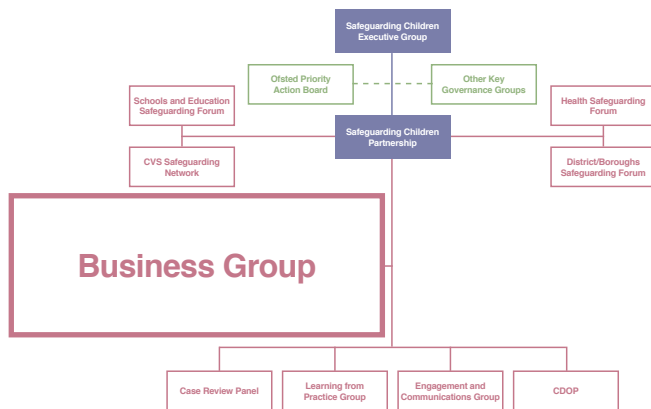 Safeguarding Children
Executive Group
Ofsted Priority
Action Board
Other Key
Governance Groups
Schools and Education
Safeguarding Forum
Health Safeguarding
Forum
Safeguarding Children
Partnership
CVS Safeguarding
Network
District/Boroughs
Safeguarding Forum
Business Group
Case Review Panel
Learning from
Practice Group
Engagement and
Communications Group
CDOP